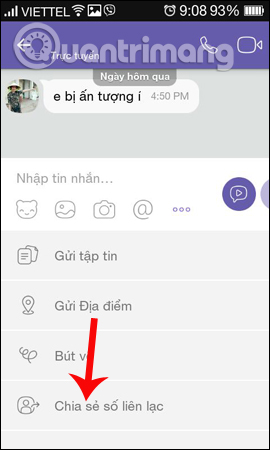 VIETTEL 9:08 93%
Quantrimang
Trực tuyến
Ngày hôm qua
e bị ấn tượng í 4:50 PM
Nhập tin nhắn…
Gửi tập tin
Gửi Địa điểm
Bút v
Chia sẻ số liên lạc